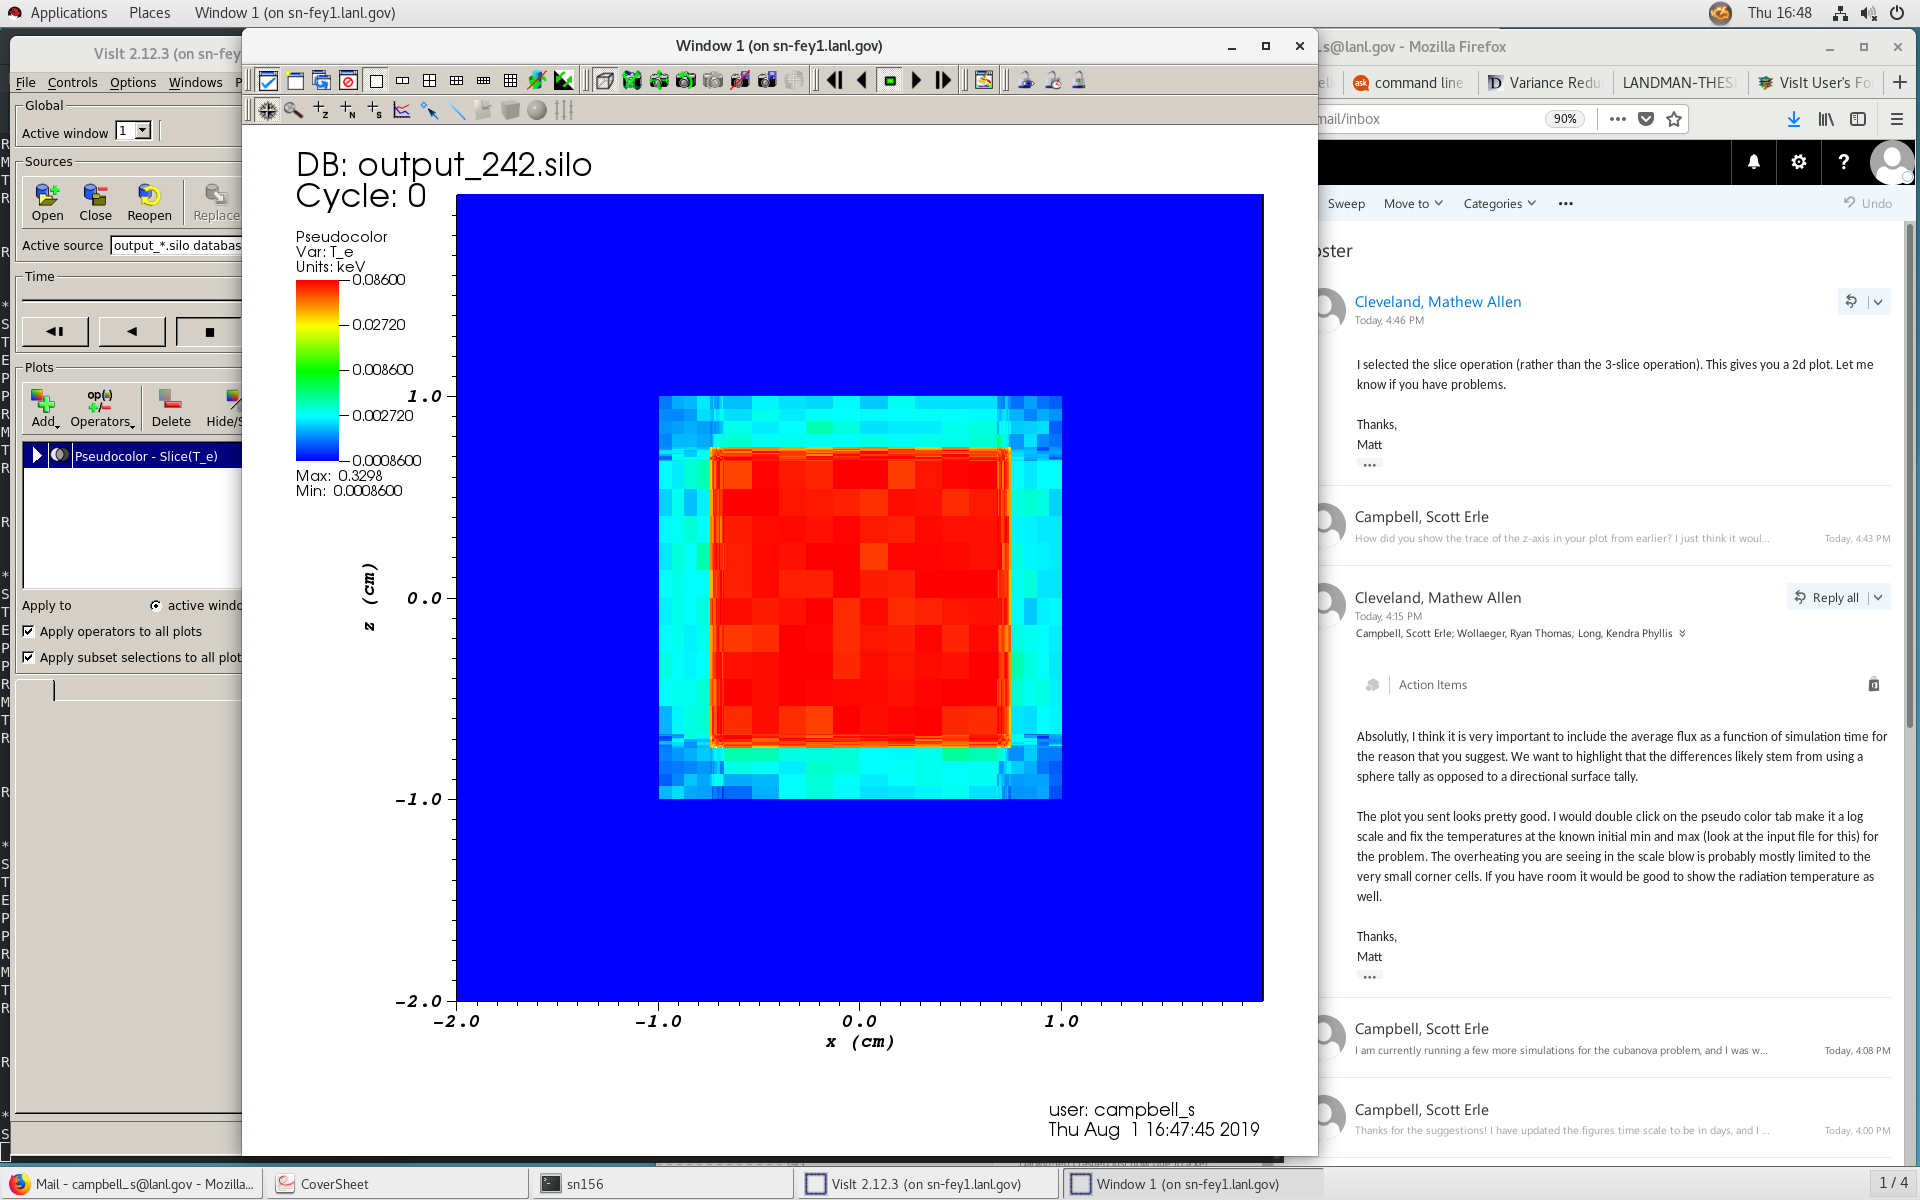 Applications
Places
Window 1 (on sn-fey1.lanl.gov)
Thu 16:48
VisIt 2.12.3 (on sn-fey
Window 1 (on sn-fey1.lanl.gov)
_s@lanl.gov - Mozilla Firefox
File
Controls
Options
Windows
command line
Variance Redu
LANDMAN-THES
VisIt User's Fo
mail/inbox
90%
Global
Active window
1
Sources
Open
Close
Reopen
Replace
Active source
output_*.silo databas
Time
Plots
Add
Operators
Delete
Hide/S
Pseudocolor - Slice(T_e)
Apply to
active windo
Apply operators to all plots
Apply subset selections to all plot
DB: output_242.silo
Cycle: 0
Pseudocolor
Var: T_e
Units: keV
0.08600
0.02720
0.008600
0.002720
0.0008600
Max: 0.3298
Min: 0.0008600
1.0
0.0
-1.0
-2.0
z (cm)
-2.0
-1.0
0.0
1.0
x (cm)
user: campbell_s
Thu Aug 1 16:47:45 2019
Sweep
Move to
Categories
Undo
oster
Cleveland, Mathew Allen
Today, 4:46 PM
I selected the slice operation (rather than the 3-slice operation). This gives you a 2d plot. Let me
know if you have problems.
Thanks,
Matt
Campbell, Scott Erle
How did you show the trace of the z-axis in your plot from earlier? I just think it woul...
Today, 4:43 PM
Cleveland, Mathew Allen
Reply all
Today, 4:15 PM
Campbell, Scott Erle; Wollaeger, Ryan Thomas; Long, Kendra Phyllis
Action Items
Absolutly, I think it is very important to include the average flux as a function of simulation time for
the reason that you suggest. We want to highlight that the differences likely stem from using a
sphere tally as opposed to a directional surface tally.
The plot you sent looks pretty good. I would double click on the pseudo color tab make it a log
scale and fix the temperatures at the known initial min and max (look at the input file for this) for
the problem. The overheating you are seeing in the scale blow is probably mostly limited to the
very small corner cells. If you have room it would be good to show the radiation temperature as
well.
Thanks,
Matt
Campbell, Scott Erle
I am currently running a few more simulations for the cubanova problem, and I was w...
Today, 4:08 PM
Campbell, Scott Erle
Thanks for the suggestions! I have updated the figures time scale to be in days, and I ...
Today, 4:00 PM
Mail - campbell_s@lanl.gov - Mozilla...
CoverSheet
sn156
VisIt 2.12.3 (on sn-fey1.lanl.gov)
Window 1 (on sn-fey1.lanl.gov)
1 / 4